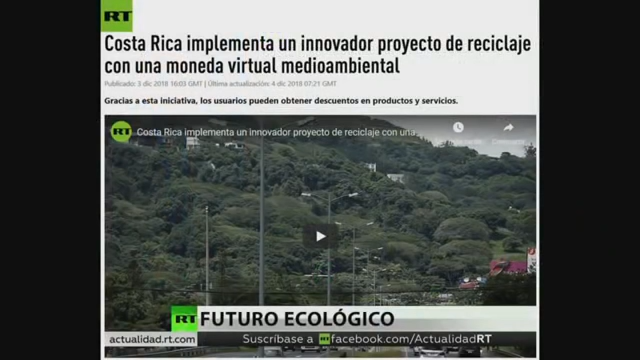 RT
Costa Rica implementa un innovador proyecto de reciclaje
con una moneda virtual medioambiental
Publicado: 3 dic 2018 16:03 GMT | Última actualización: 4 dic 2018 07:21 GMT
Gracias a esta iniciativa, los usuarios pueden obtener descuentos en productos y servicios.
RT Costa Rica implementa un innovador proyecto de reciclaje con una
RT FUTURO ECOLÓGICO
actualidad.rt.com Suscríbase a facebook.com/ActualidadRT